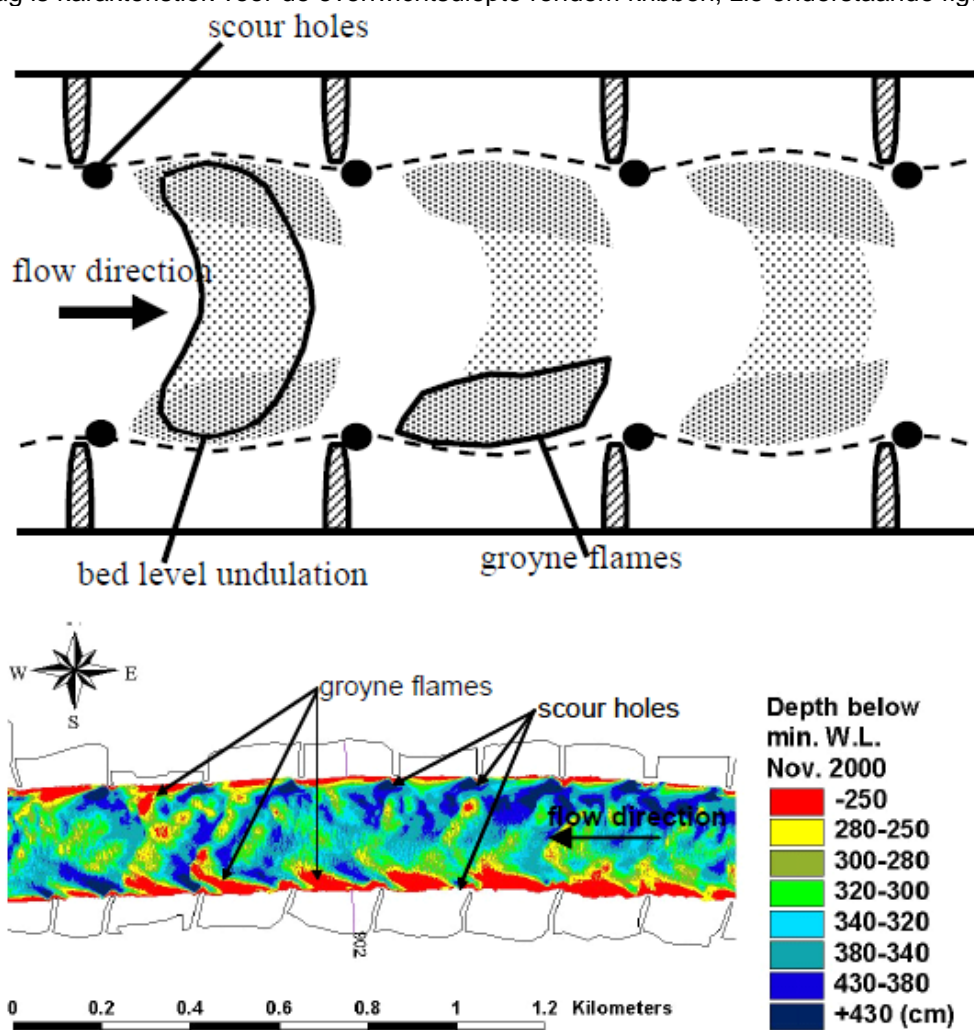 scour holes
flow direction
bed level undulation
groyne flames
W E
S
groyne flames
scour holes
flow direction
902
0 0.2 0.4 0.6 0.8 1 1.2 Kilometers
Depth below
min. W.L.
Nov. 2000
-250
280-250
300-280
320-300
340-320
380-340
430-380
+430 (cm)